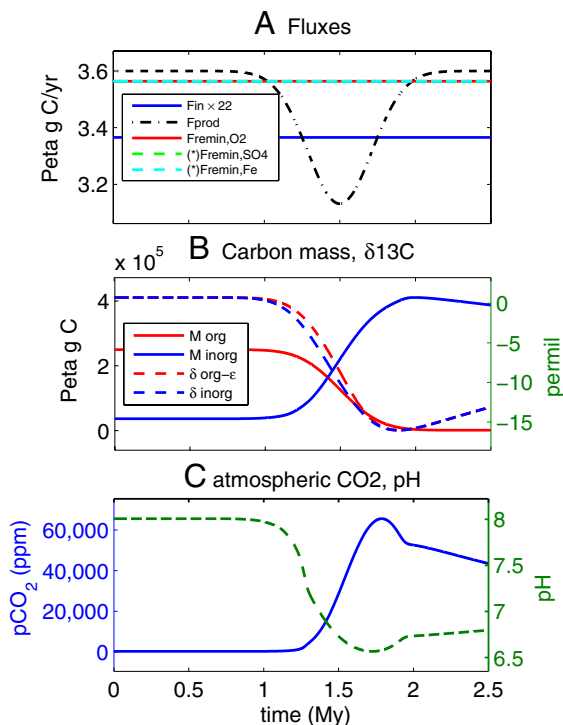 A Fluxes
Peta g C/yr
3.6
3.4
3.2
Fin × 22
Fprod
Fremin,O2
(*)Fremin,SO4
(*)Fremin,Fe
B Carbon mass, δ13C
x 10^5
Peta g C
4
2
0
M org
M inorg
δ org−ε
δ inorg
0
−5
−10
−15
permil
C atmospheric CO2, pH
pCO₂ (ppm)
60,000
40,000
20,000
0
8
7.5
7
6.5
pH
0 0.5 1 1.5 2 2.5
time (My)